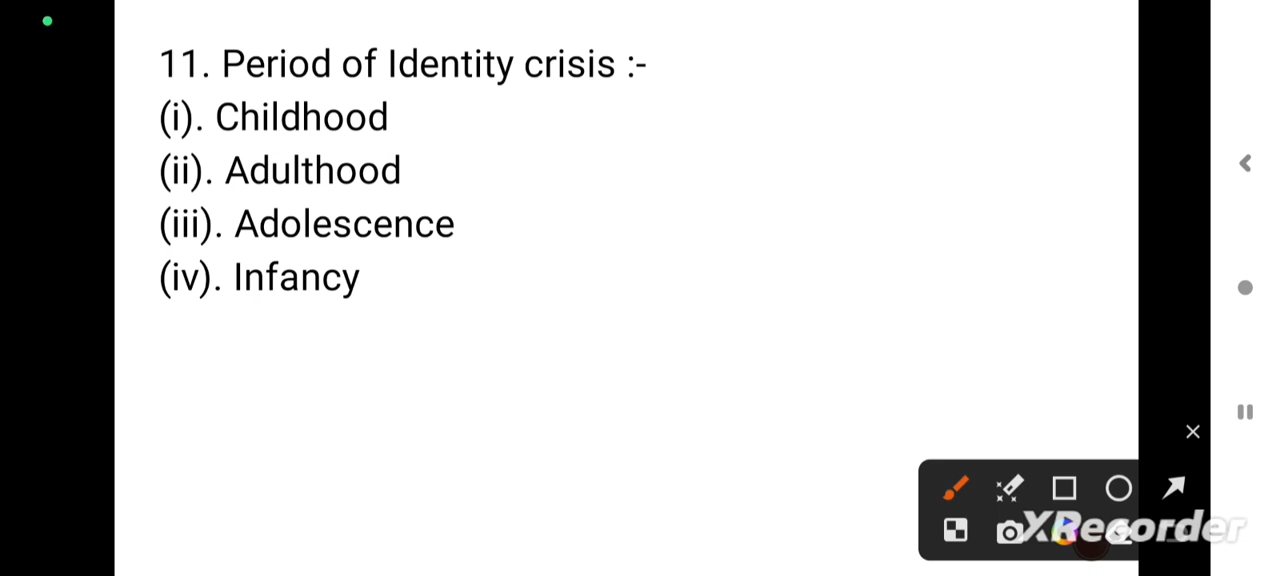 11. Period of Identity crisis :-
(i). Childhood
(ii). Adulthood
(iii). Adolescence
(iv). Infancy
XRecorder